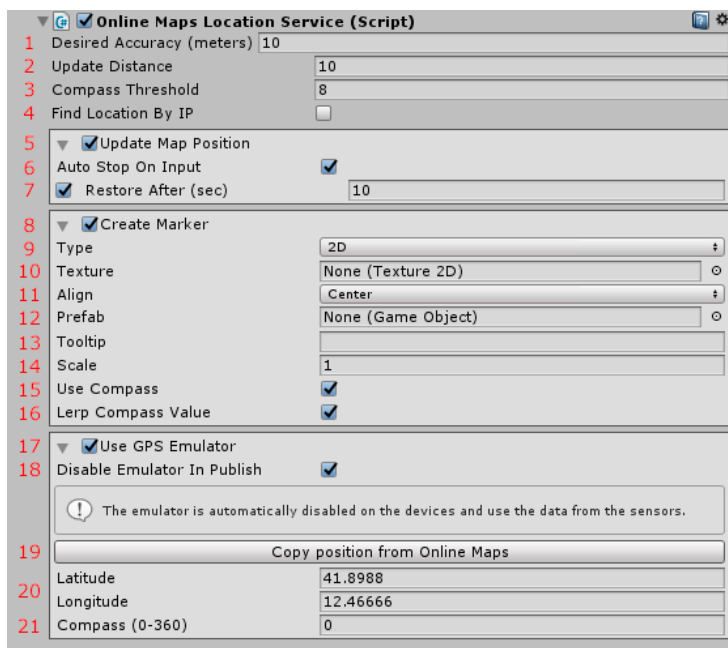 Online Maps Location Service (Script)
1 Desired Accuracy (meters) 10
2 Update Distance 10
3 Compass Threshold 8
4 Find Location By IP
5 Update Map Position
6 Auto Stop On Input
7 Restore After (sec) 10
8 Create Marker
9 Type 2D
10 Texture None (Texture 2D)
11 Align Center
12 Prefab None (Game Object)
13 Tooltip
14 Scale 1
15 Use Compass
16 Lerp Compass Value
17 Use GPS Emulator
18 Disable Emulator In Publish
The emulator is automatically disabled on the devices and use the data from the sensors.
19 Copy position from Online Maps
20 Latitude 41.8988
Longitude 12.46666
21 Compass (0-360) 0